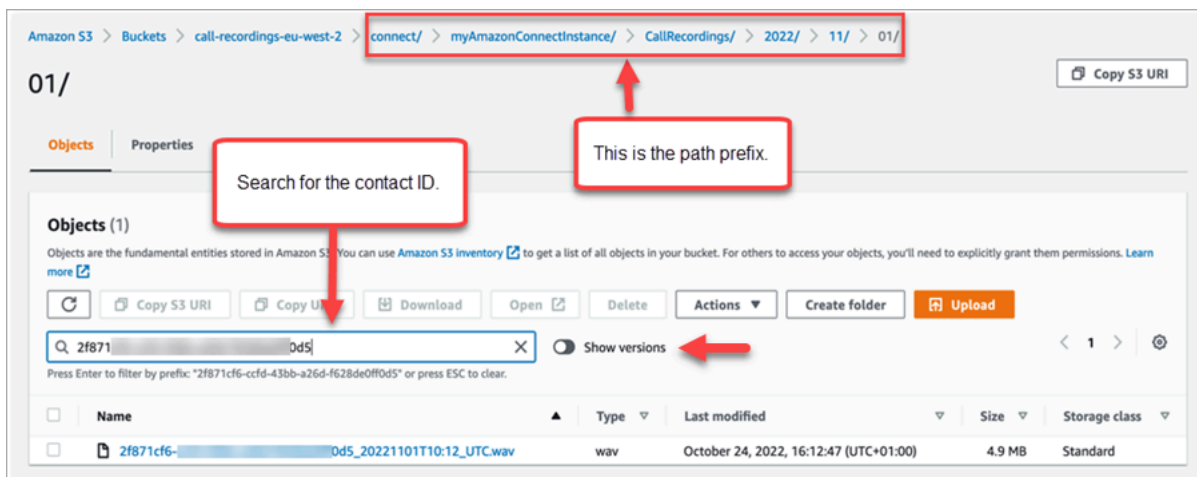 Amazon S3 > Buckets > call-recordings-eu-west-2 > connect/ > myAmazonConnectInstance/ > CallRecordings/ > 2022/ > 11/ > 01/
01/
Copy S3 URI
Objects
Properties
This is the path prefix.
Search for the contact ID.
Objects (1)
Objects are the fundamental entities stored in Amazon S3. You can use Amazon S3 inventory to get a list of all objects in your bucket. For others to access your objects, you'll need to explicitly grant them permissions. Learn
more
Copy S3 URI Copy U Download Open Delete Actions Create folder Upload
2f871 0d5 Show versions < 1 >
Press Enter to filter by prefix: "2f871cf6-ccfd-43bb-a26d-f628de0ff0d5" or press ESC to clear.
Name Type Last modified Size Storage class
2f871cf6- 0d5_20221101T10:12_UTC.wav wav October 24, 2022, 16:12:47 (UTC+01:00) 4.9 MB Standard